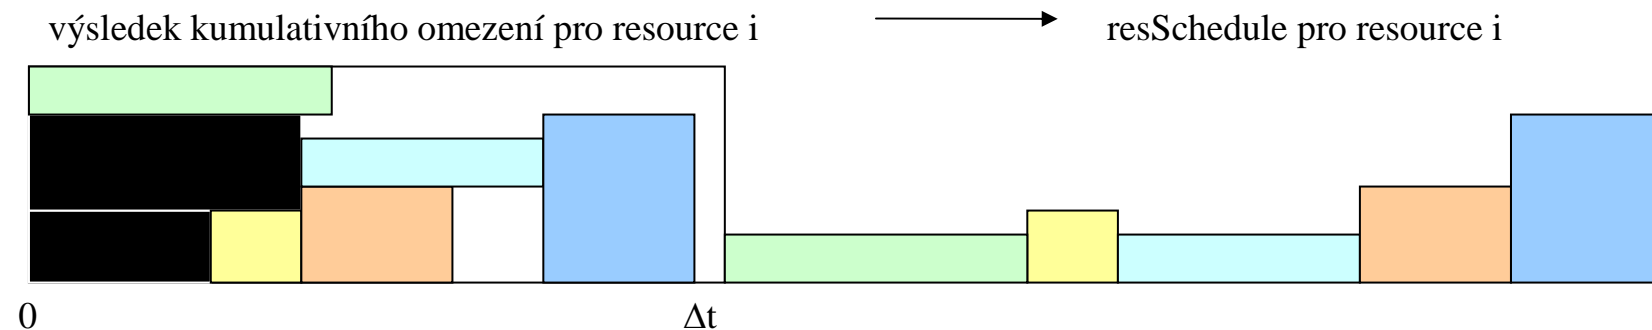 výsledek kumulativního omezení pro resource i
resSchedule pro resource i
0
Δt